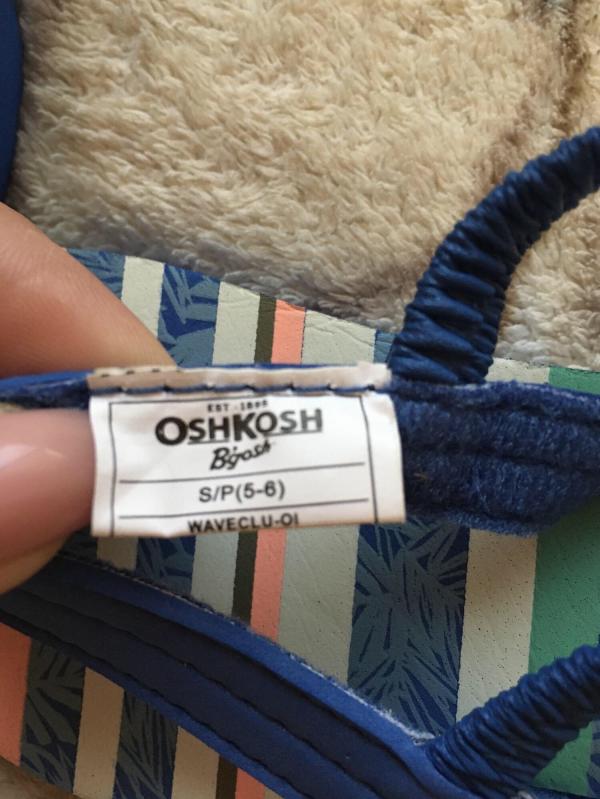 EST. 1895
OSHKOSH
B'gosh
S/P(5-6)
WAVECLU-OI